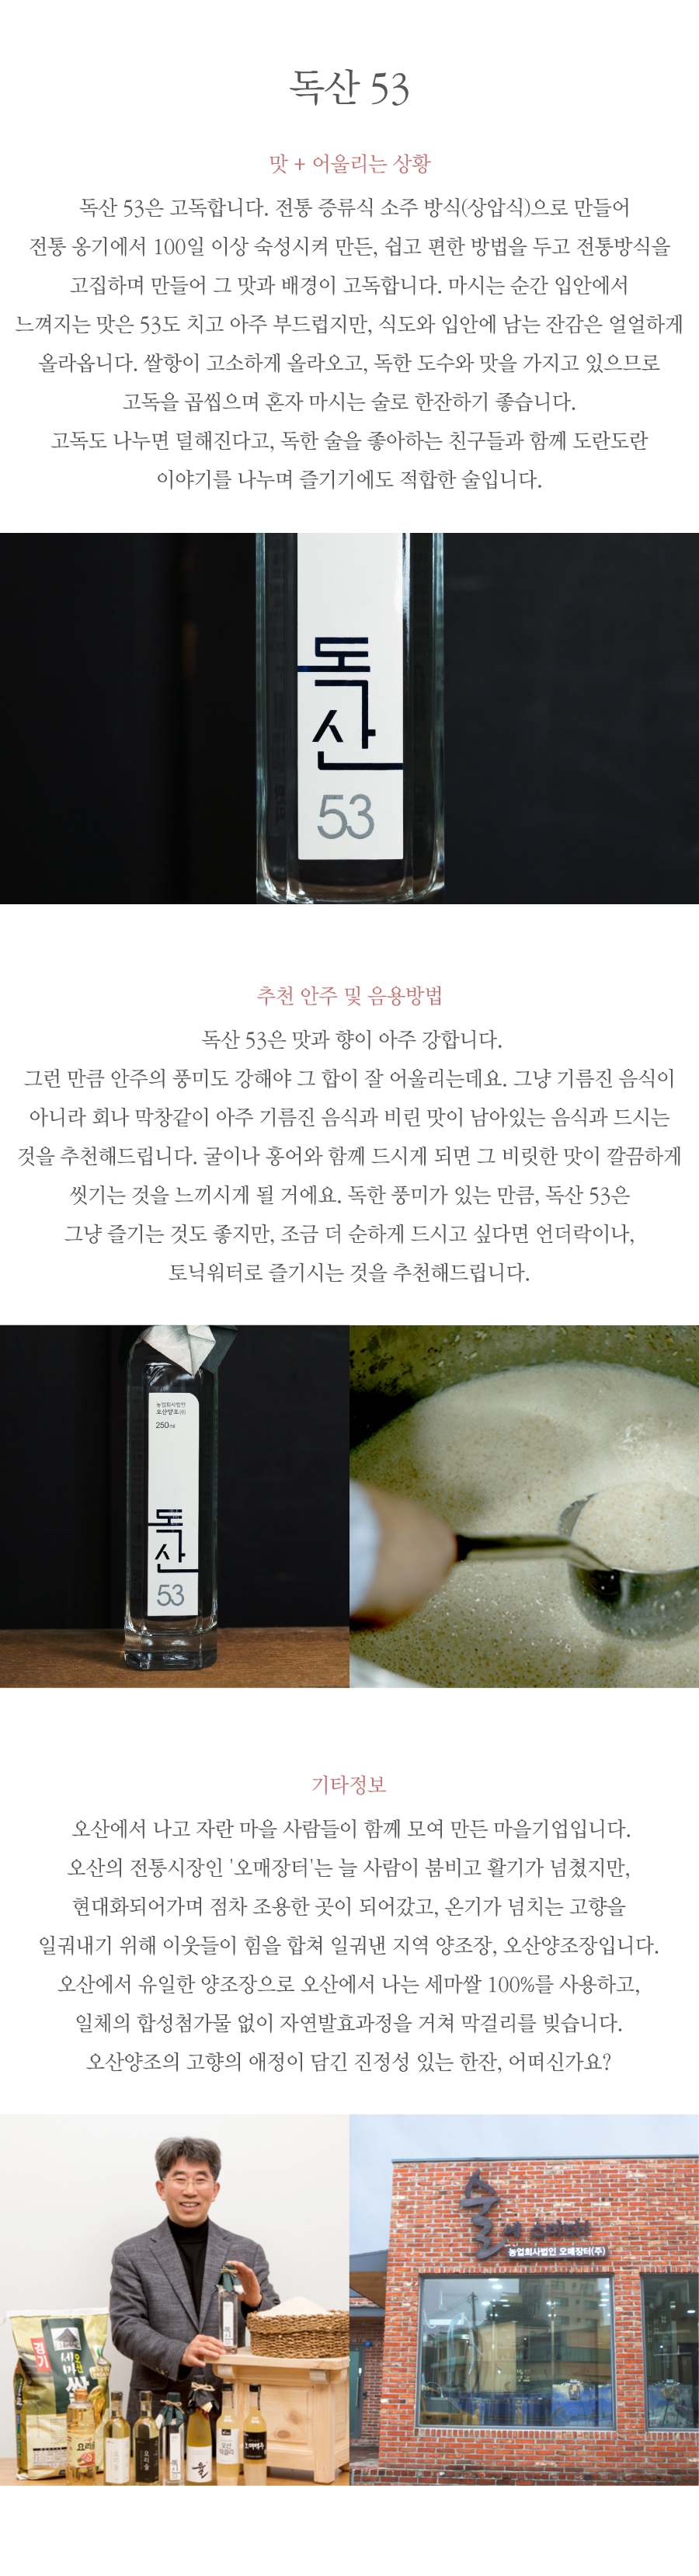 독산 53
맛 + 어울리는 상황
독산 53은 고독합니다. 전통 증류식 소주 방식(상압식)으로 만들어
전통 옹기에서 100일 이상 숙성시켜 만든, 쉽고 편한 방법을 두고 전통방식을
고집하며 만들어 그 맛과 배경이 고독합니다. 마시는 순간 입안에서
느껴지는 맛은 53도 치고 아주 부드럽지만, 식도와 입안에 남는 잔감은 얼얼하게
올라옵니다. 쌀향이 고소하게 올라오고, 독한 도수와 맛을 가지고 있으므로
고독을 곱씹으며 혼자 마시는 술로 한잔하기 좋습니다.
고독도 나누면 덜해진다고, 독한 술을 좋아하는 친구들과 함께 도란도란
이야기를 나누며 즐기기에도 적합한 술입니다.
독
산
53
추천 안주 및 음용방법
독산 53은 맛과 향이 아주 강합니다.
그런 만큼 안주의 풍미도 강해야 그 합이 잘 어울리는데요. 그냥 기름진 음식이
아니라 회나 막창같이 아주 기름진 음식과 비린 맛이 남아있는 음식과 드시는
것을 추천해드립니다. 굴이나 홍어와 함께 드시게 되면 그 비릿한 맛이 깔끔하게
씻기는 것을 느끼시게 될 거에요. 독한 풍미가 있는 만큼, 독산 53은
그냥 즐기는 것도 좋지만, 조금 더 순하게 드시고 싶다면 언더락이나,
토닉워터로 즐기시는 것을 추천해드립니다.
농업회사법인
오산양조(주)
250ml
독
산
53
기타정보
오산에서 나고 자란 마을 사람들이 함께 모여 만든 마을기업입니다.
오산의 전통시장인 '오매장터'는 늘 사람이 붐비고 활기가 넘쳤지만,
현대화되어가며 점차 조용한 곳이 되어갔고, 온기가 넘치는 고향을
일궈내기 위해 이웃들이 힘을 합쳐 일궈낸 지역 양조장, 오산양조장입니다.
오산에서 유일한 양조장으로 오산에서 나는 세마쌀 100%를 사용하고,
일체의 합성첨가물 없이 자연발효과정을 거쳐 막걸리를 빚습니다.
오산양조의 고향의 애정이 담긴 진정성 있는 한잔, 어떠신가요?
경기
오산
세마쌀
요리술
요리술
독산
율
오산
막걸리
오매백주
술
농업회사법인 오매장터(주)